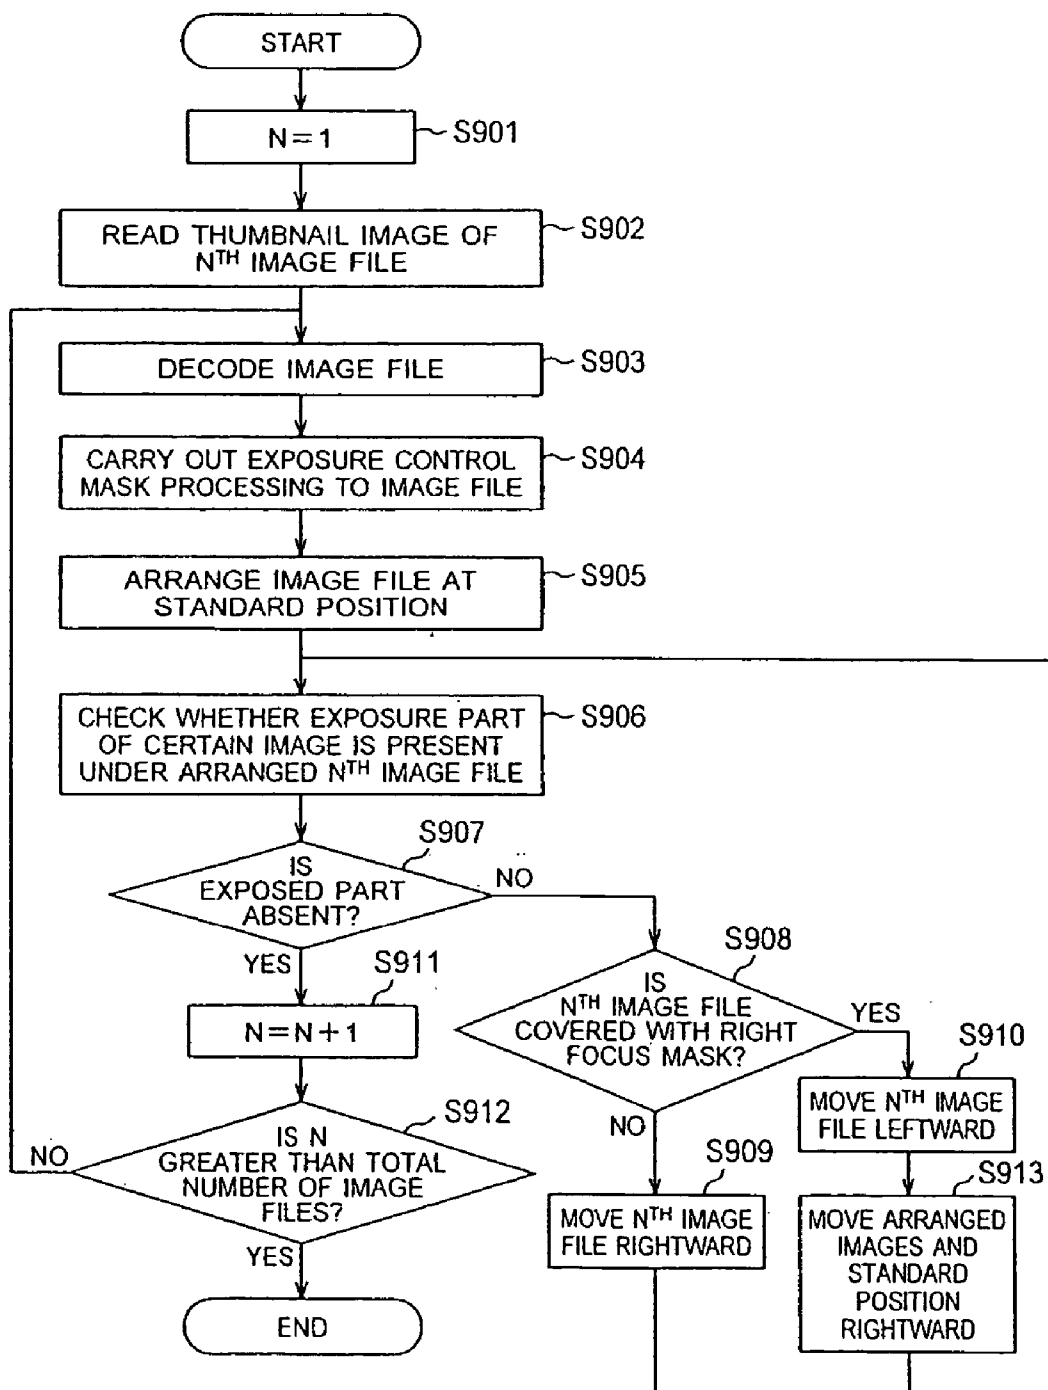 START
N=1
S901
READ THUMBNAIL IMAGE OF
NTH IMAGE FILE
S902
DECODE IMAGE FILE
S903
CARRY OUT EXPOSURE CONTROL
MASK PROCESSING TO IMAGE FILE
S904
ARRANGE IMAGE FILE AT
STANDARD POSITION
S905
CHECK WHETHER EXPOSURE PART
OF CERTAIN IMAGE IS PRESENT
UNDER ARRANGED NTH IMAGE FILE
S906
S907
IS
EXPOSED PART
ABSENT?
NO
YES
S908
IS
NTH IMAGE FILE
COVERED WITH RIGHT
FOCUS MASK?
YES
NO
S911
N=N+1
S910
MOVE NTH IMAGE
FILE LEFTWARD
S912
IS N
GREATER THAN TOTAL
NUMBER OF IMAGE
FILES?
NO
YES
S909
MOVE NTH IMAGE
FILE RIGHTWARD
S913
MOVE ARRANGED
IMAGES AND
STANDARD
POSITION
RIGHTWARD
END